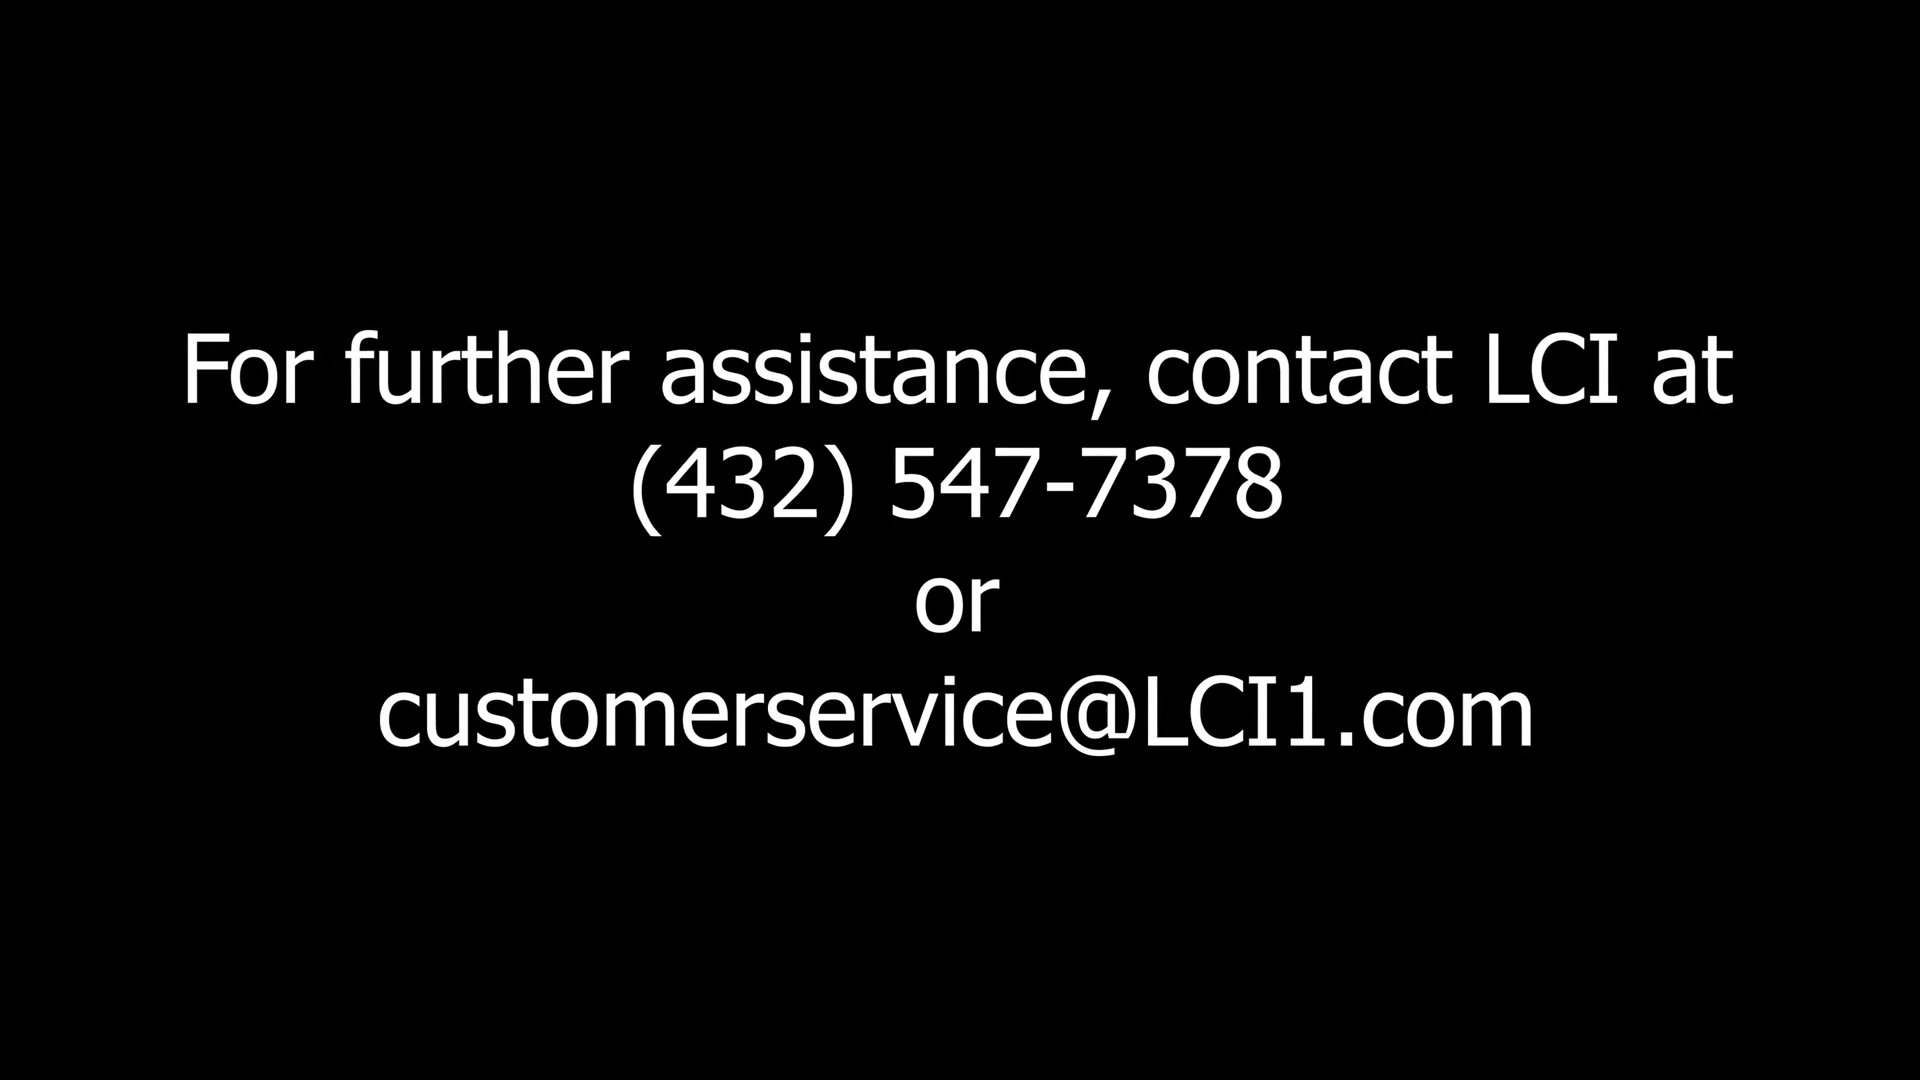 For further assistance, contact LCI at
(432) 547-7378
or
customerservice@LCI1.com